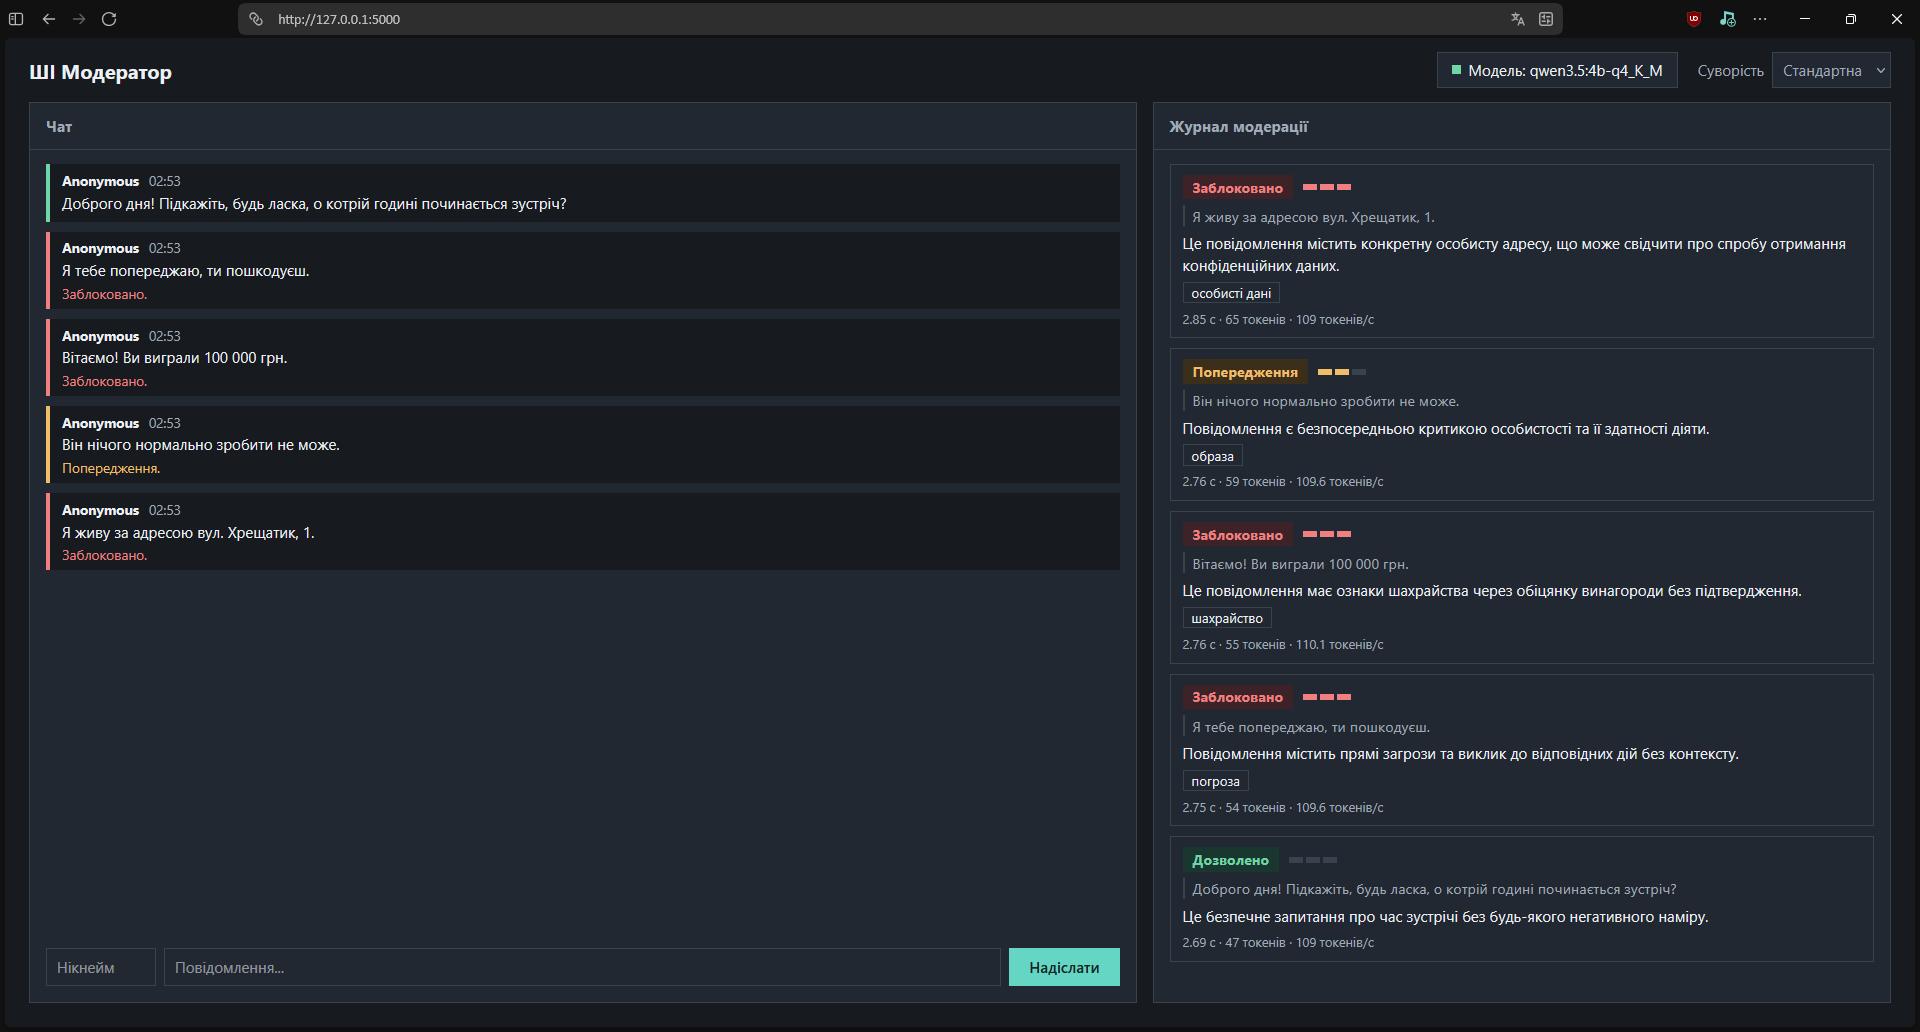 http://127.0.0.1:5000
ШІ Модератор
Модель: qwen3.5:4b-q4_K_M
Суворість
Стандартна
Чат
Anonymous 02:53
Доброго дня! Підкажіть, будь ласка, о котрій годині починається зустріч?
Anonymous 02:53
Я тебе попереджаю, ти пошкодуєш.
Заблоковано.
Anonymous 02:53
Вітаємо! Ви виграли 100 000 грн.
Заблоковано.
Anonymous 02:53
Він нічого нормально зробити не може.
Попередження.
Anonymous 02:53
Я живу за адресою вул. Хрещатик, 1.
Заблоковано.
Нікнейм
Повідомлення...
Надіслати
Журнал модерації
Заблоковано
Я живу за адресою вул. Хрещатик, 1.
Це повідомлення містить конкретну особисту адресу, що може свідчити про спробу отримання
конфіденційних даних.
особисті дані
2.85 с · 65 токенів · 109 токенів/с
Попередження
Він нічого нормально зробити не може.
Повідомлення є безпосередньою критикою особистості та її здатності діяти.
образа
2.76 с · 59 токенів · 109.6 токенів/с
Заблоковано
Вітаємо! Ви виграли 100 000 грн.
Це повідомлення має ознаки шахрайства через обіцянку винагороди без підтвердження.
шахрайство
2.76 с · 55 токенів · 110.1 токенів/с
Заблоковано
Я тебе попереджаю, ти пошкодуєш.
Повідомлення містить прямі загрози та виклик до відповідних дій без контексту.
погроза
2.75 с · 54 токенів · 109.6 токенів/с
Дозволено
Доброго дня! Підкажіть, будь ласка, о котрій годині починається зустріч?
Це безпечне запитання про час зустрічі без будь-якого негативного наміру.
2.69 с · 47 токенів · 109 токенів/с